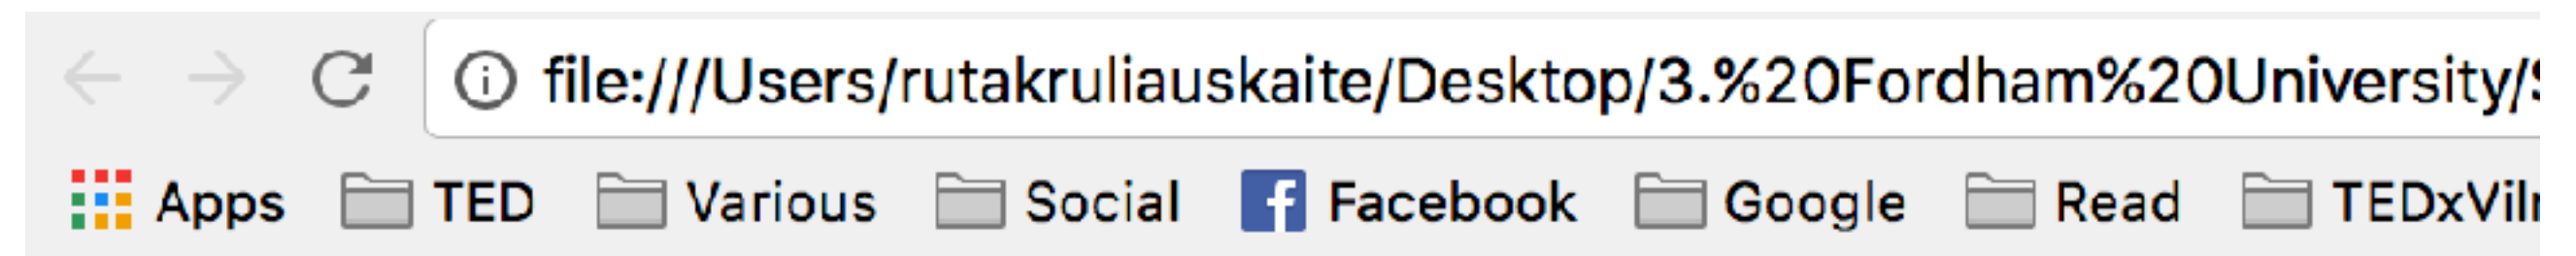 file:///Users/rutakruliauskaite/Desktop/3.%20Fordham%20University/
Apps TED Various Social Facebook Google Read